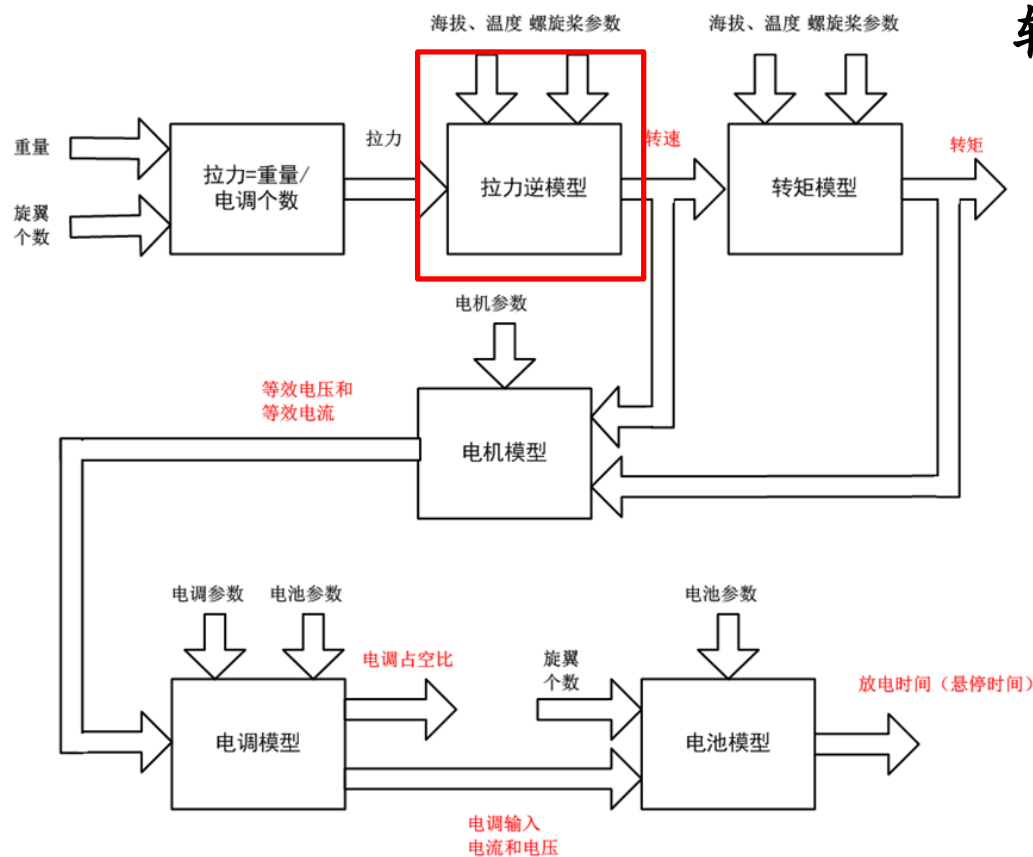 海拔、温度 螺旋桨参数
海拔、温度 螺旋桨参数
重量
旋翼
个数
拉力=重量/
电调个数
拉力
拉力逆模型
转速
转矩模型
转矩
电机参数
等效电压和
等效电流
电机模型
电调参数
电池参数
电调占空比
旋翼
个数
电池参数
放电时间（悬停时间）
电调模型
电池模型
电调输入
电流和电压